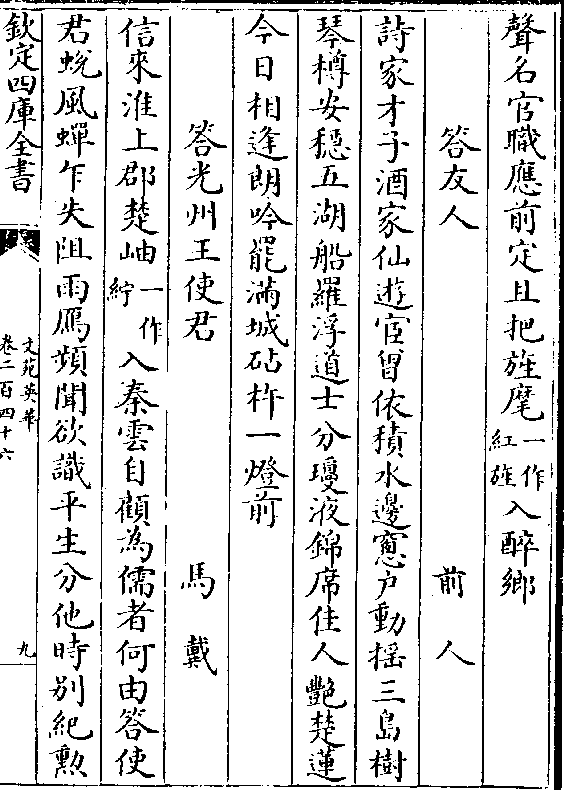 聲名官職應前定且把旌麾一作紅旌入醉鄉
答友人 前人
詩家才子酒家仙遊宦曾依積水邊窻户動揺三島樹
琴樽安穏五湖船羅浮道士分瓊液錦席佳人艷楚蓮
今日相逢朗吟罷滿城砧杵一燈前
答光州王使君 馬戴
信來淮上郡楚岫一作紵入秦雲自顧為儒者何由答使
君蛻風蟬乍失阻雨鴈頻聞欲識平生分他時别紀勲
欽定四庫全書
文苑英華
卷二百四十六
九